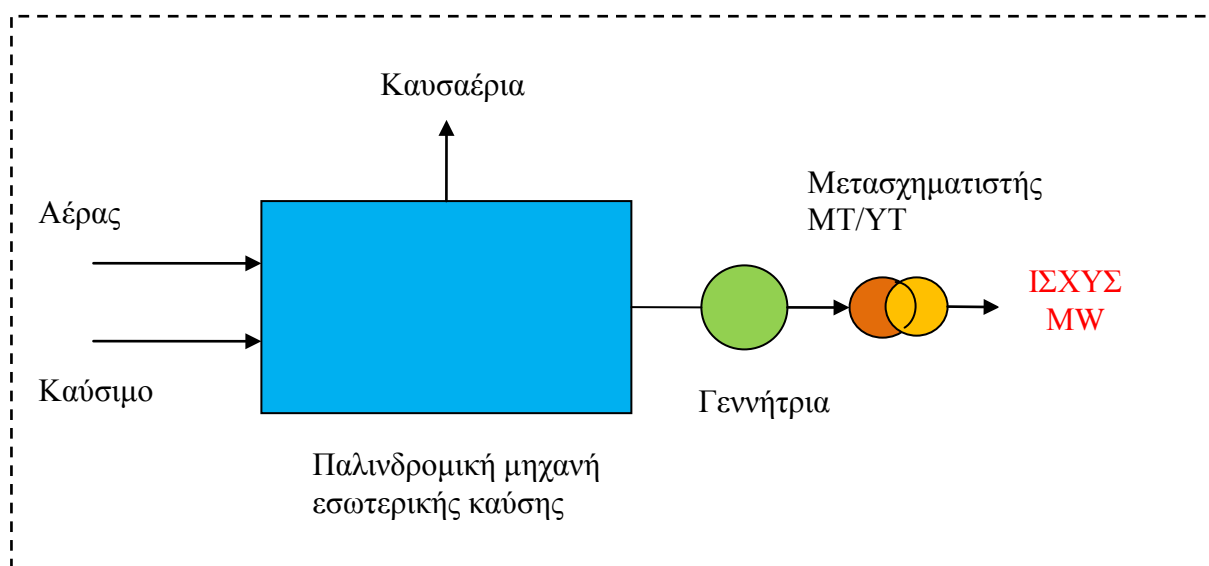 Καυσαέρια
Μετασχηματιστής
ΜΤ/ΥΤ
Αέρας
ΙΣΧΥΣ
MW
Καύσιμο
Γεννήτρια
Παλινδρομική μηχανή
εσωτερικής καύσης